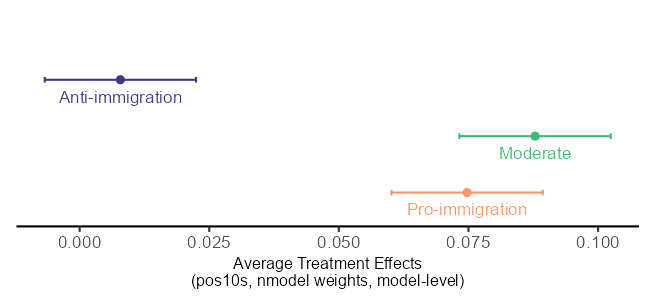 Anti-immigration
Moderate
Pro-immigration
0.000 0.025 0.050 0.075 0.100
Average Treatment Effects
(pos10s, nmodel weights, model-level)